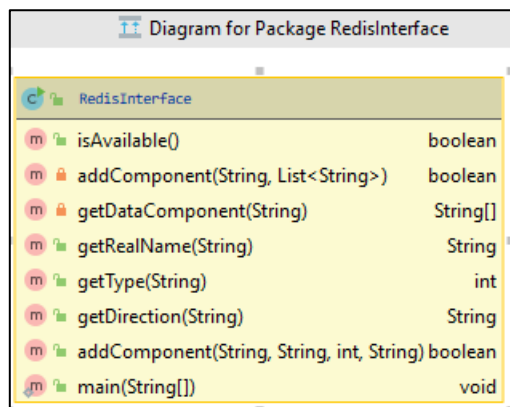 Diagram for Package RedisInterface
RedisInterface
isAvailable() boolean
addComponent(String, List<String>) boolean
getDataComponent(String) String[]
getRealName(String) String
getType(String) int
getDirection(String) String
addComponent(String, String, int, String) boolean
main(String[]) void